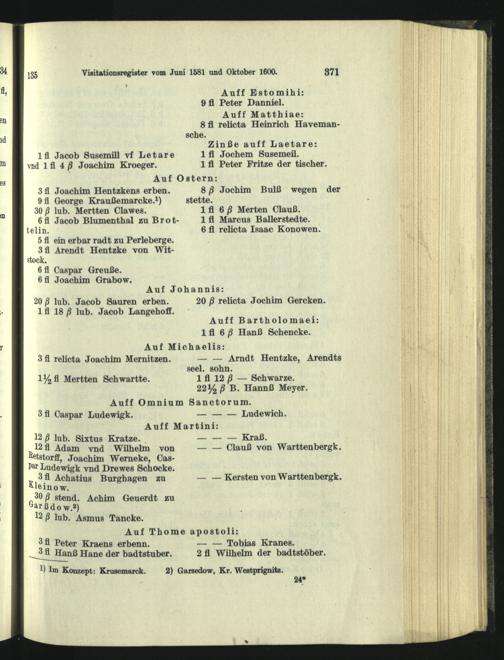 135 Visitationsregister vom Juni 1581 und Oktober 1600. 371
Auff Estomihi:
9 fl Peter Danniel.
Auff Matthiae:
8 fl relicta Heinrich Haveman-
sche.
Zinße auff Laetare:
1 fl Jacob Susemill vf Letare
vnd 1 fl 4 β Joachim Kroeger.
1 fl Jochem Susemeil.
1 fl Peter Fritze der tischer.
Auf Ostern:
3 fl Joachim Hentzkens erben.
9 fl George Kraußemarcke.¹)
30 β lub. Mertten Clawes.
6 fl Jacob Blumenthal zu Brot-
telin.
5 fl ein erbar radt zu Perleberge.
3 fl Arendt Hentzke von Wit-
stock.
6 fl Caspar Greuße.
6 fl Joachim Grabow.
8 β Jochim Bulß wegen der
stette.
1 fl 6 β Merten Clauß.
1 fl Marcus Ballerstedte.
6 fl relicta Isaac Konowen.
Auf Johannis:
20 β lub. Jacob Sauren erben.
1 fl 18 β lub. Jacob Langehoff.
20 β relicta Jochim Gercken.
Auff Bartholomaei:
1 fl 6 β Hanß Schencke.
Auf Michaelis:
3 fl relicta Joachim Mernitzen.
1½ fl Mertten Schwartte.
— — Arndt Hentzke, Arendts
seel. sohn.
1 fl 12 β — Schwarze.
22½ β B. Hannß Meyer.
Auff Omnium Sanctorum.
3 fl Caspar Ludewigk.
— — — Ludewich.
Auff Martini:
12 β lub. Sixtus Kratze.
12 fl Adam vnd Wilhelm von
Retstorff, Joachim Werneke, Cas-
par Ludewigk vnd Drewes Schocke.
3 fl Achatius Burghagen zu
Kleinow.
30 β stend. Achim Geuerdt zu
Garßdow.²)
12 β lub. Asmus Tancke.
— — — Kraß.
— — Clauß von Warttenbergk.
— — Kersten von Warttenbergk.
Auf Thome apostoli:
3 fl Peter Kraens erbenn.
3 fl Hanß Hane der badtstuber.
— — Tobias Kranes.
2 fl Wilhelm der badtstöber.
1) Im Konzept: Krusemarck. 2) Garsedow, Kr. Westprignitz.
24*